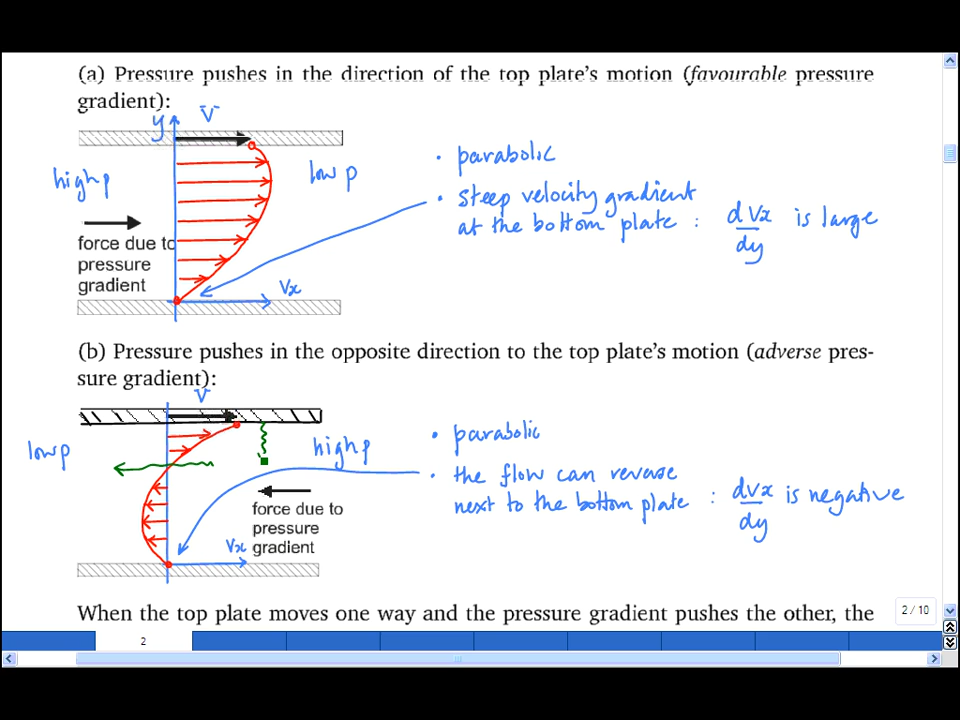 (a) Pressure pushes in the direction of the top plate's motion (favourable pressure
gradient):
y
V
high p
low p
force due to
pressure
gradient
Vx
· parabolic
· steep velocity gradient
at the bottom plate : dVx/dy is large
(b) Pressure pushes in the opposite direction to the top plate's motion (adverse pres-
sure gradient):
V
low p
high p
force due to
pressure
gradient
Vx
· parabolic
· the flow can reverse
next to the bottom plate : dVx/dy is negative
When the top plate moves one way and the pressure gradient pushes the other, the
2 / 10
2